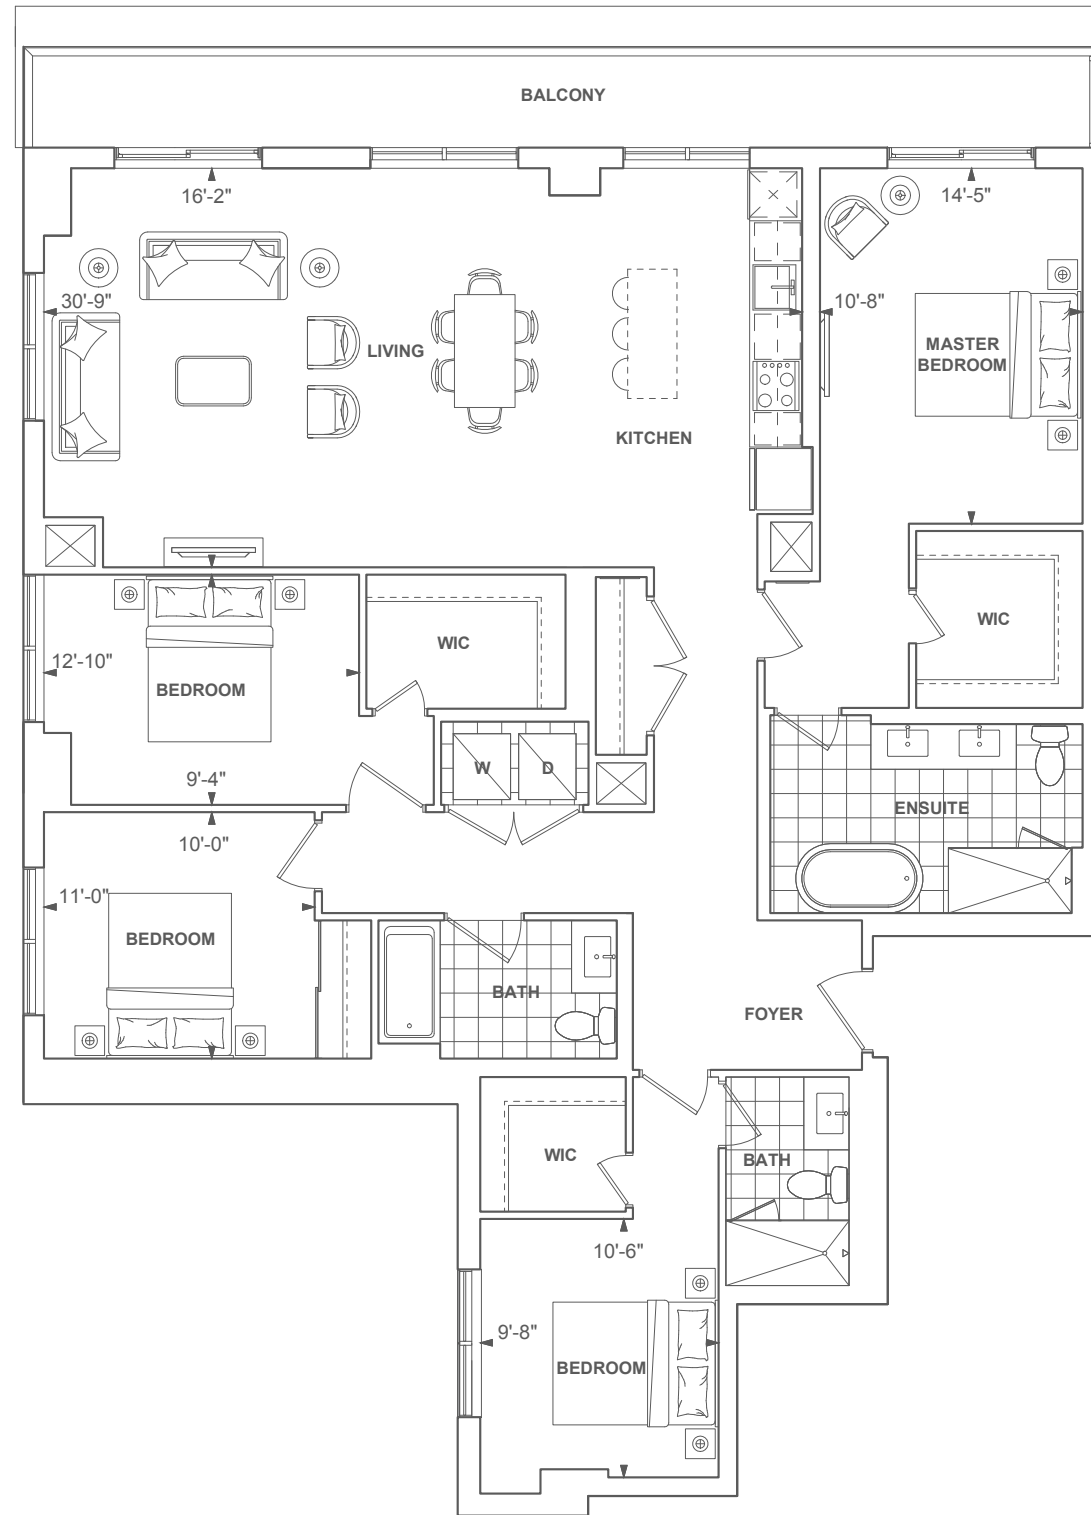 BALCONY
16'-2"
14'-5"
30'-9"
10'-8"
LIVING
MASTER
BEDROOM
KITCHEN
WIC
WIC
12'-10"
BEDROOM
W
D
9'-4"
ENSUITE
10'-0"
11'-0"
BEDROOM
BATH
FOYER
WIC
BATH
10'-6"
9'-8"
BEDROOM